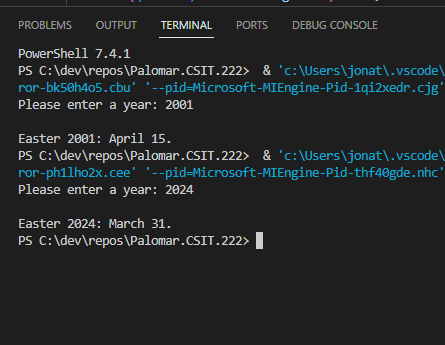 PROBLEMS OUTPUT TERMINAL PORTS DEBUG CONSOLE
PowerShell 7.4.1
PS C:\dev\repos\Palomar.CSIT.222>  & 'c:\Users\jonat\.vscode\
ror-bk50h4o5.cbu' '--pid=Microsoft-MIEngine-Pid-1qi2xedr.cjg'
Please enter a year: 2001
Easter 2001: April 15.
PS C:\dev\repos\Palomar.CSIT.222>  & 'c:\Users\jonat\.vscode\
ror-ph1lho2x.cee' '--pid=Microsoft-MIEngine-Pid-thf40gde.nhc'
Please enter a year: 2024
Easter 2024: March 31.
PS C:\dev\repos\Palomar.CSIT.222>